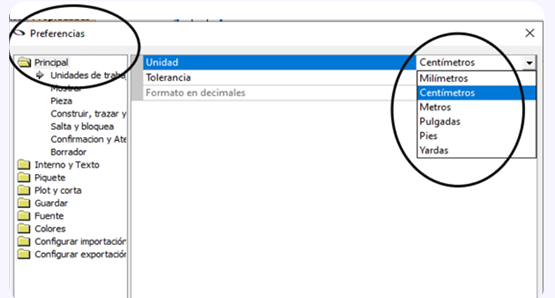 Preferencias
Principal
Unidades de traba
Mostrar
Pieza
Construir, trazar y
Salta y bloquea
Confirmacion y Ate
Borrador
Interno y Texto
Piquete
Plot y corta
Guardar
Fuente
Colores
Configurar importación
Configurar exportación
Unidad
Centímetros
Tolerancia
Formato en decimales
Milímetros
Centímetros
Metros
Pulgadas
Pies
Yardas